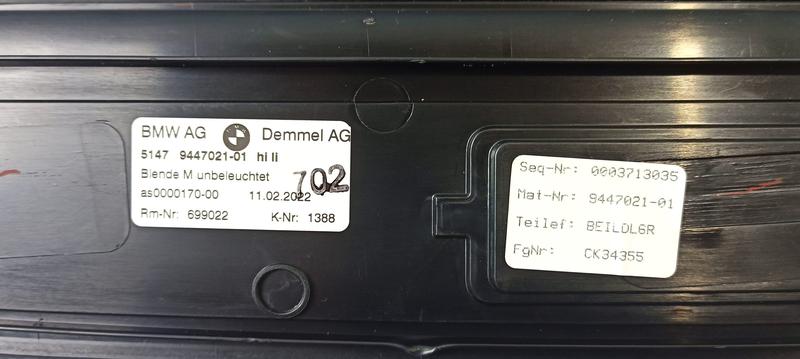 BMW AG Demmel AG
5147 9447021-01 hi li
Blende M unbeleuchtet
702
as0000170-00 11.02.2022
Rm-Nr: 699022 K-Nr: 1388
Seq-Nr: 0003713035
Mat-Nr: 9447021-01
Teilef: BEILDL6R
FgNr: CK34355